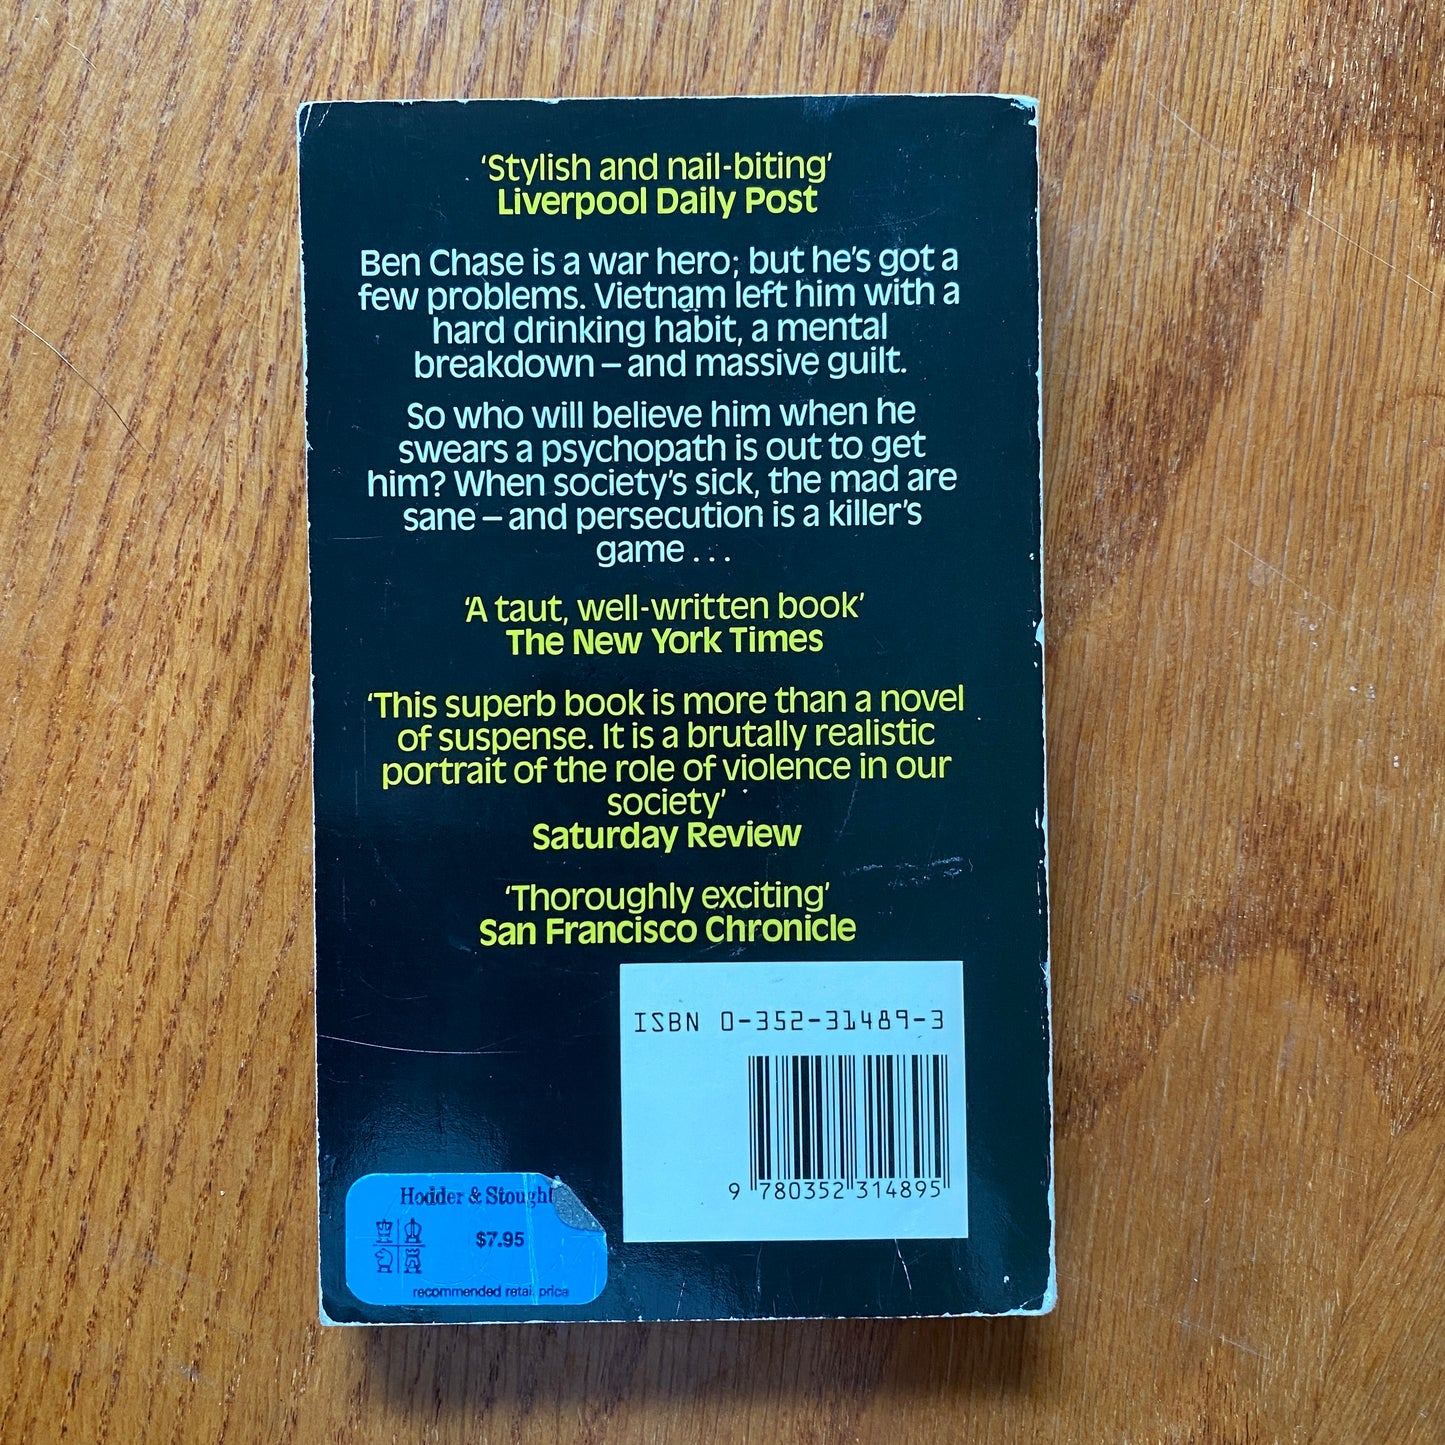 ‘Stylish and nail-biting’
Liverpool Daily Post
Ben Chase is a war hero; but he’s got a
few problems. Vietnam left him with a
hard drinking habit, a mental
breakdown – and massive guilt.
So who will believe him when he
swears a psychopath is out to get
him? When society’s sick, the mad are
sane – and persecution is a killer’s
game . . .
‘A taut, well-written book’
The New York Times
‘This superb book is more than a novel
of suspense. It is a brutally realistic
portrait of the role of violence in our
society’
Saturday Review
‘Thoroughly exciting’
San Francisco Chronicle
ISBN 0-352-31489-3
9 780352 314895
Hodder & Stought
$7.95
recommended retail price